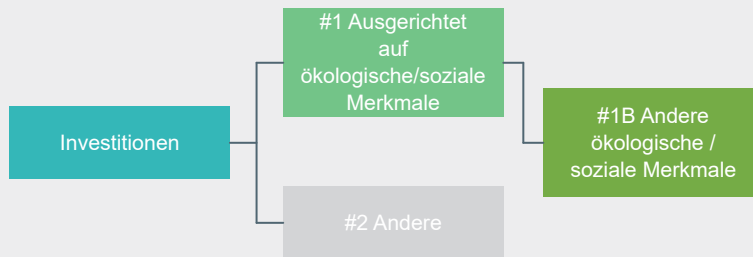 #1 Ausgerichtet
auf
ökologische/soziale
Merkmale
Investitionen
#1B Andere
ökologische /
soziale Merkmale
#2 Andere